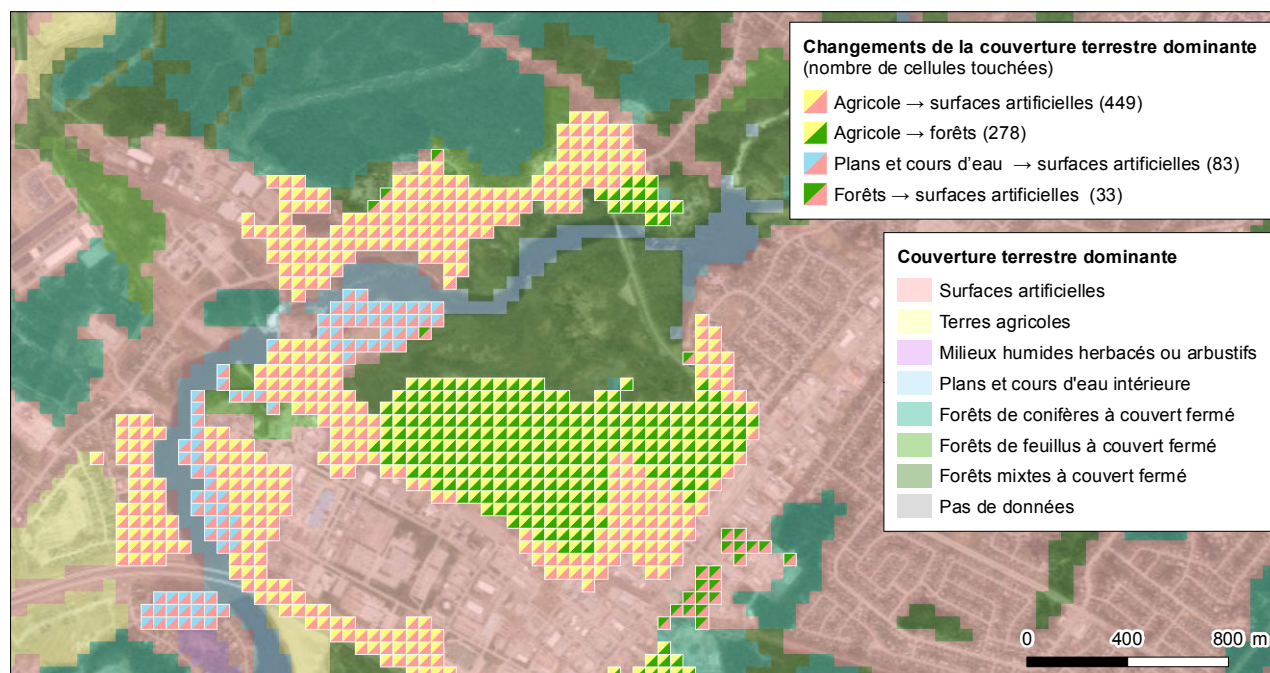 Changements de la couverture terrestre dominante
(nombre de cellules touchées)
Agricole → surfaces artificielles (449)
Agricole → forêts (278)
Plans et cours d’eau → surfaces artificielles (83)
Forêts → surfaces artificielles (33)
Couverture terrestre dominante
Surfaces artificielles
Terres agricoles
Milieux humides herbacés ou arbustifs
Plans et cours d'eau intérieure
Forêts de conifères à couvert fermé
Forêts de feuillus à couvert fermé
Forêts mixtes à couvert fermé
Pas de données
0 400 800 m